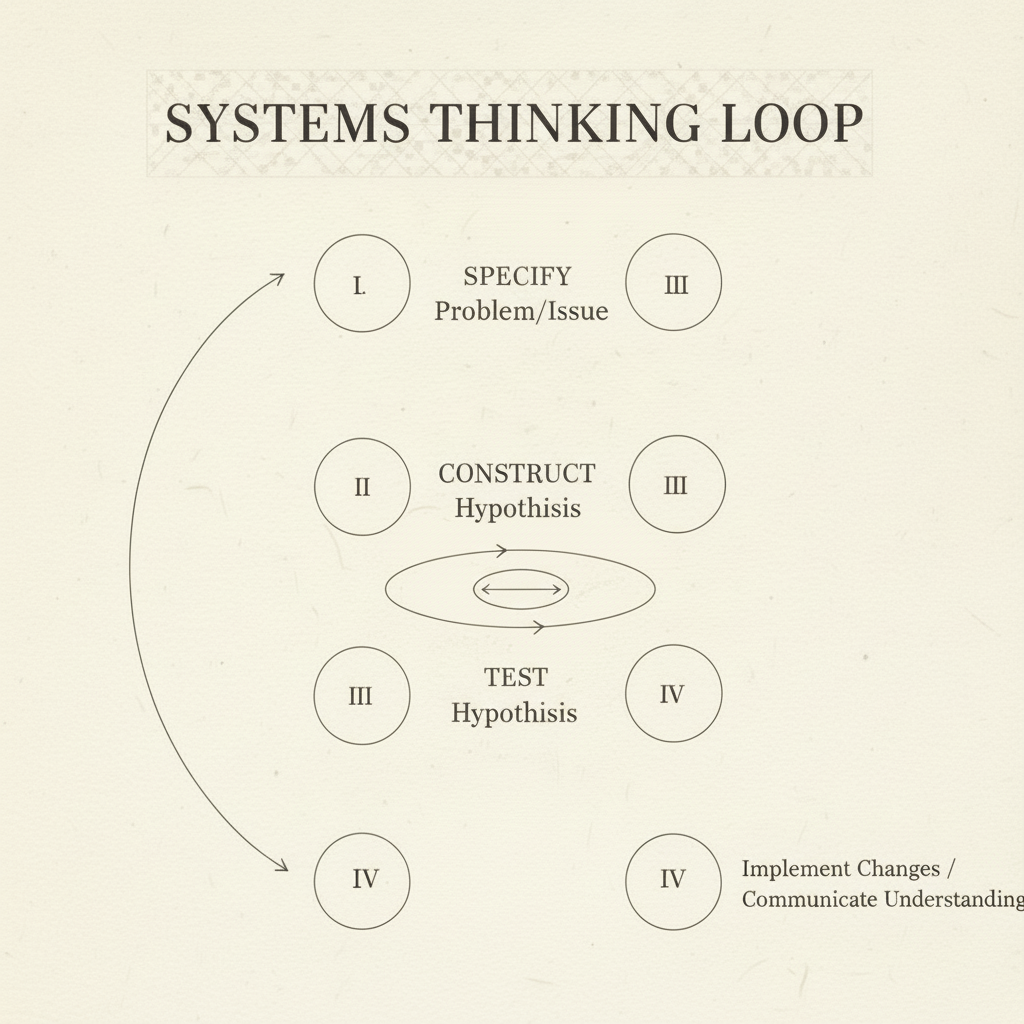 SYSTEMS THINKING LOOP
I.
SPECIFY
Problem/Issue
III
II
CONSTRUCT
Hypothisis
III
III
TEST
Hypothisis
IV
IV
IV
Implement Changes /
Communicate Understanding